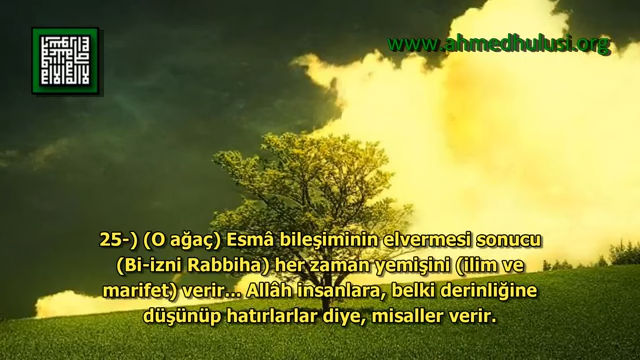 www.ahmedhulusi.org
25-) (O ağaç) Esmâ bileşiminin elvermesi sonucu
(Bi-izni Rabbiha) her zaman yemişini (ilim ve
marifet) verir... Allâh insanlara, belki derinliğine
düşünüp hatırlarlar diye, misaller verir.